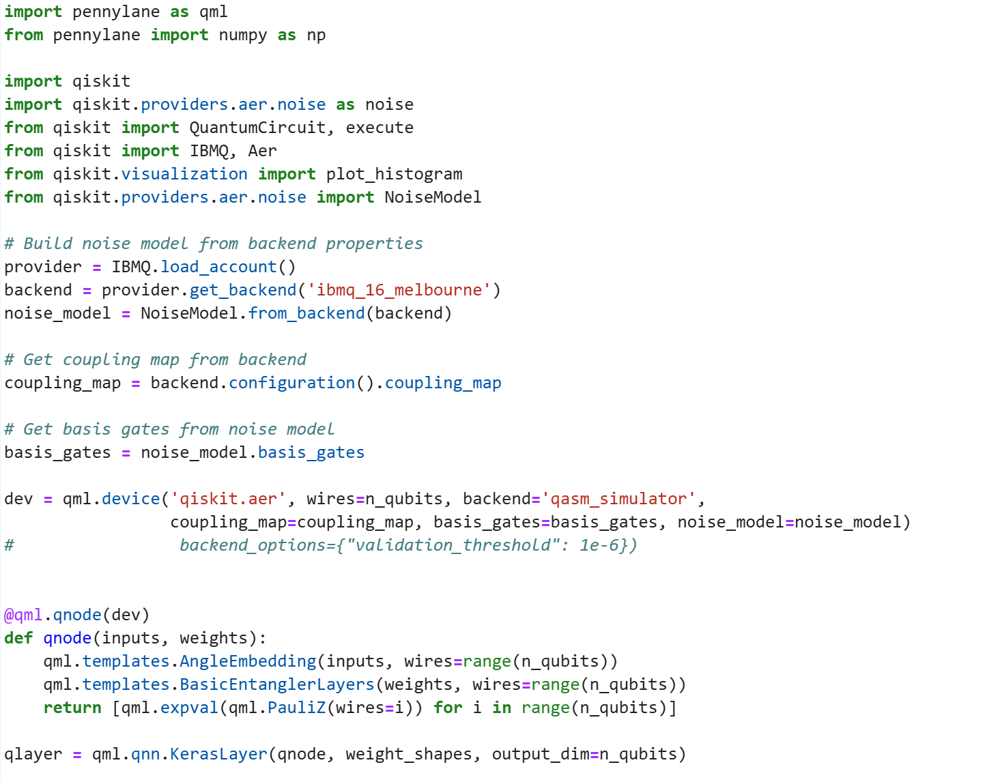 import pennylane as qml
from pennylane import numpy as np

import qiskit
import qiskit.providers.aer.noise as noise
from qiskit import QuantumCircuit, execute
from qiskit import IBMQ, Aer
from qiskit.visualization import plot_histogram
from qiskit.providers.aer.noise import NoiseModel

# Build noise model from backend properties
provider = IBMQ.load_account()
backend = provider.get_backend('ibmq_16_melbourne')
noise_model = NoiseModel.from_backend(backend)

# Get coupling map from backend
coupling_map = backend.configuration().coupling_map

# Get basis gates from noise model
basis_gates = noise_model.basis_gates

dev = qml.device('qiskit.aer', wires=n_qubits, backend='qasm_simulator',
                 coupling_map=coupling_map, basis_gates=basis_gates, noise_model=noise_model)
#                 backend_options={"validation_threshold": 1e-6})


@qml.qnode(dev)
def qnode(inputs, weights):
    qml.templates.AngleEmbedding(inputs, wires=range(n_qubits))
    qml.templates.BasicEntanglerLayers(weights, wires=range(n_qubits))
    return [qml.expval(qml.PauliZ(wires=i)) for i in range(n_qubits)]

qlayer = qml.qnn.KerasLayer(qnode, weight_shapes, output_dim=n_qubits)